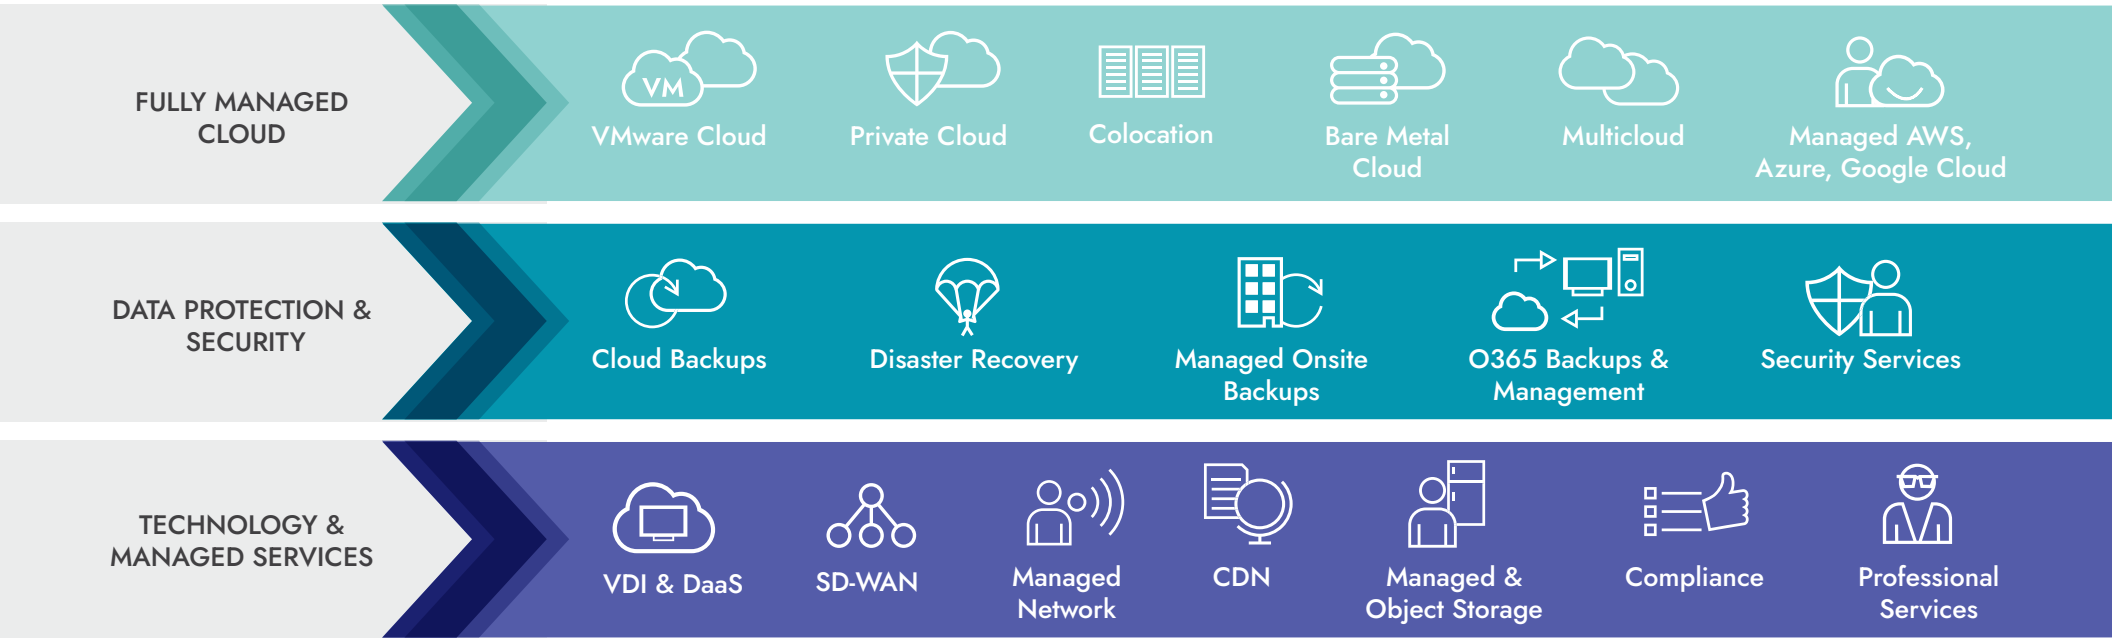 FULLY MANAGED
CLOUD
VM
VMware Cloud
Private Cloud
Colocation
Bare Metal
Cloud
Multicloud
Managed AWS,
Azure, Google Cloud
DATA PROTECTION &
SECURITY
Cloud Backups
Disaster Recovery
Managed Onsite
Backups
O365 Backups &
Management
Security Services
TECHNOLOGY &
MANAGED SERVICES
VDI & DaaS
SD-WAN
Managed
Network
CDN
Managed &
Object Storage
Compliance
Professional
Services